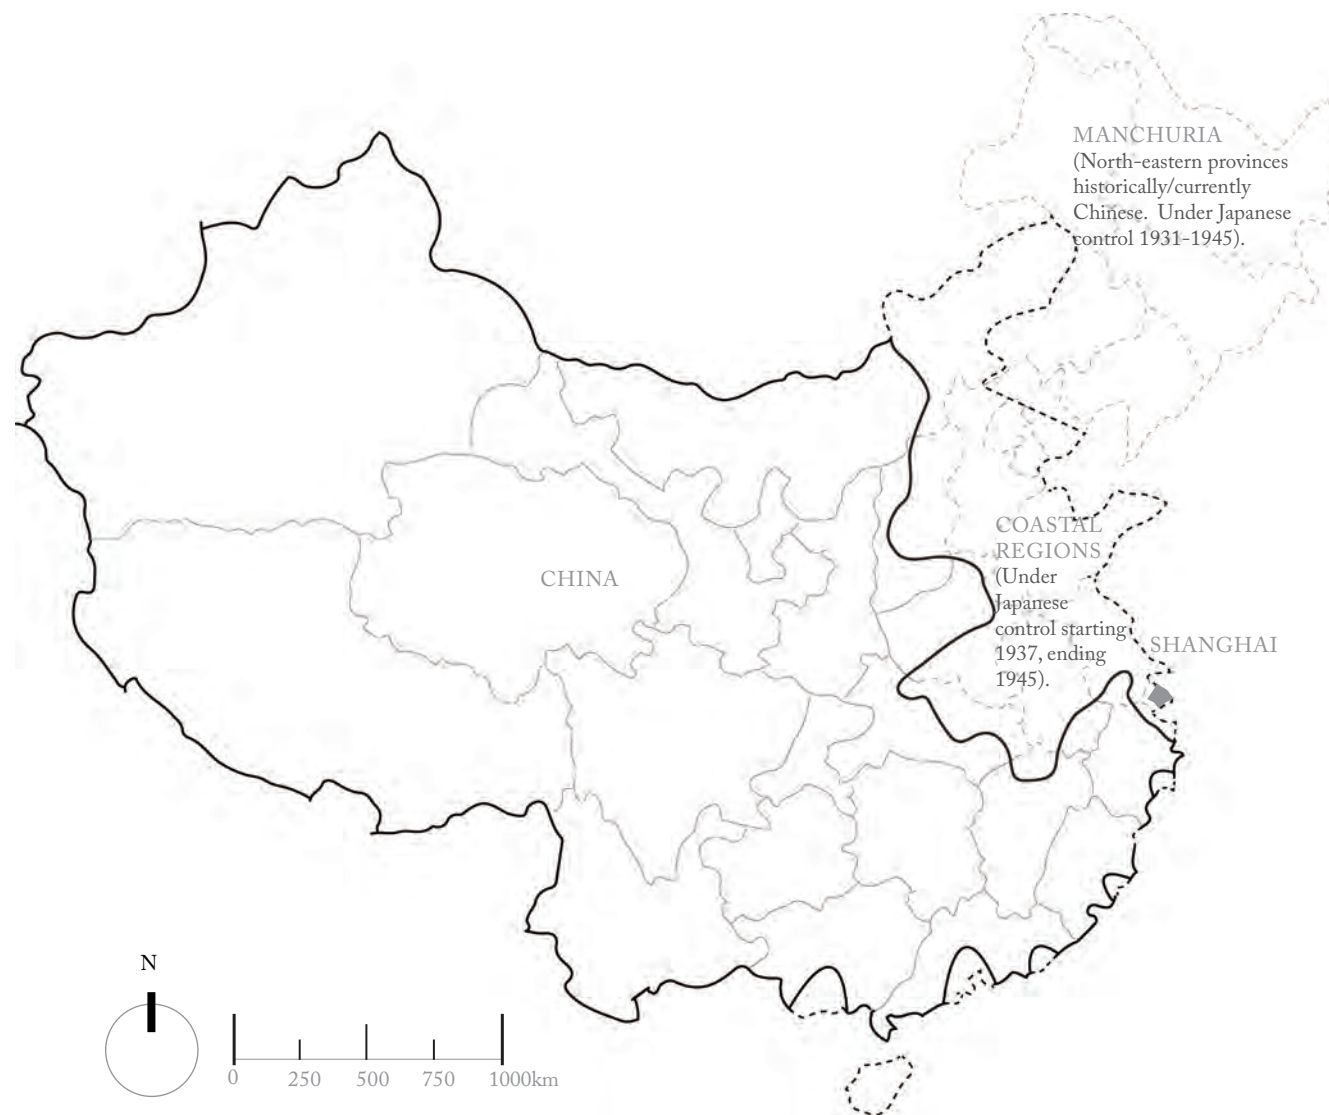 MANCHURIA
(North-eastern provinces
historically/currently
Chinese. Under Japanese
control 1931-1945).
COASTAL
REGIONS
(Under
Japanese
control starting
1937, ending
1945).
CHINA
SHANGHAI
N
0 250 500 750 1000km